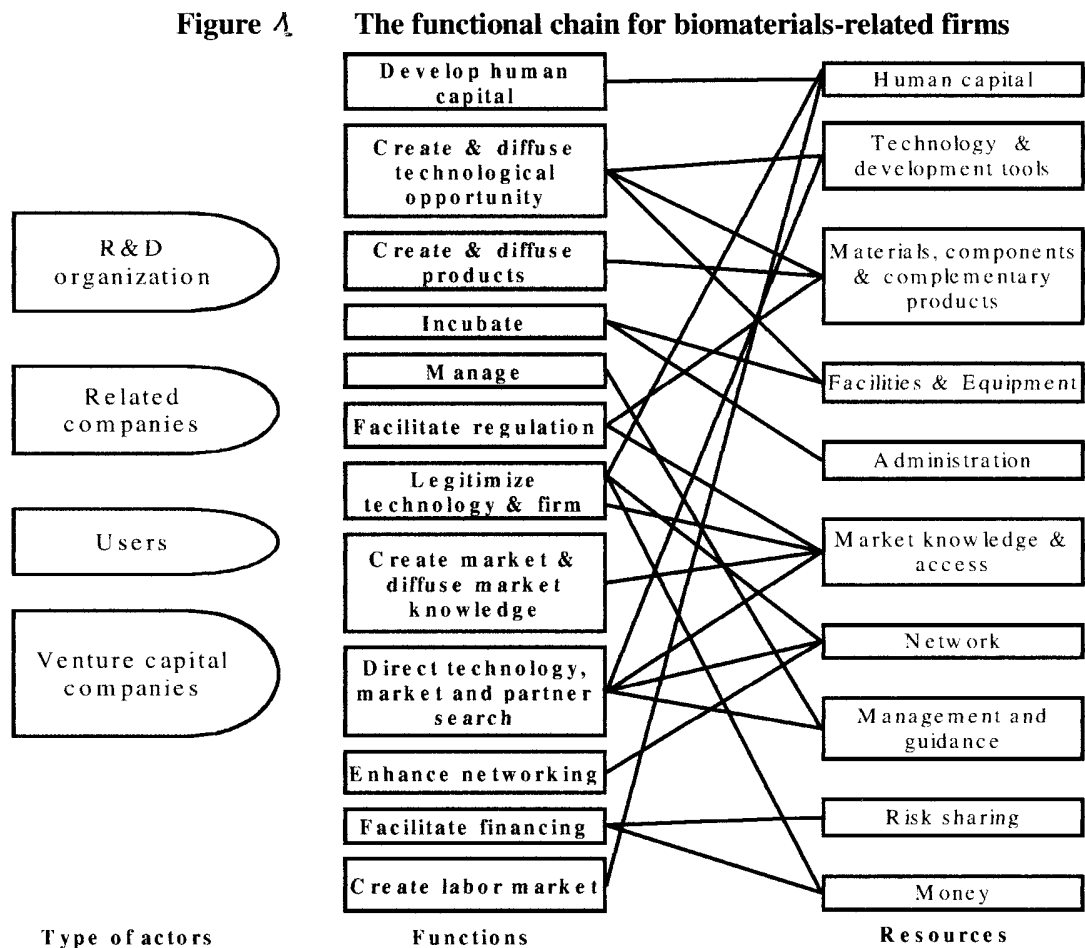 Figure 1 The functional chain for biomaterials-related firms
R&D
organization
Related
companies
Users
Venture capital
companies
Type of actors
Develop human
capital
Create & diffuse
technological
opportunity
Create & diffuse
products
Incubate
Manage
Facilitate regulation
Legitimize
technology & firm
Create market &
diffuse market
knowledge
Direct technology,
market and partner
search
Enhance networking
Facilitate financing
Create labor market
Functions
Human capital
Technology &
development tools
Materials, components
& complementary
products
Facilities & Equipment
Administration
Market knowledge &
access
Network
Management and
guidance
Risk sharing
Money
Resources